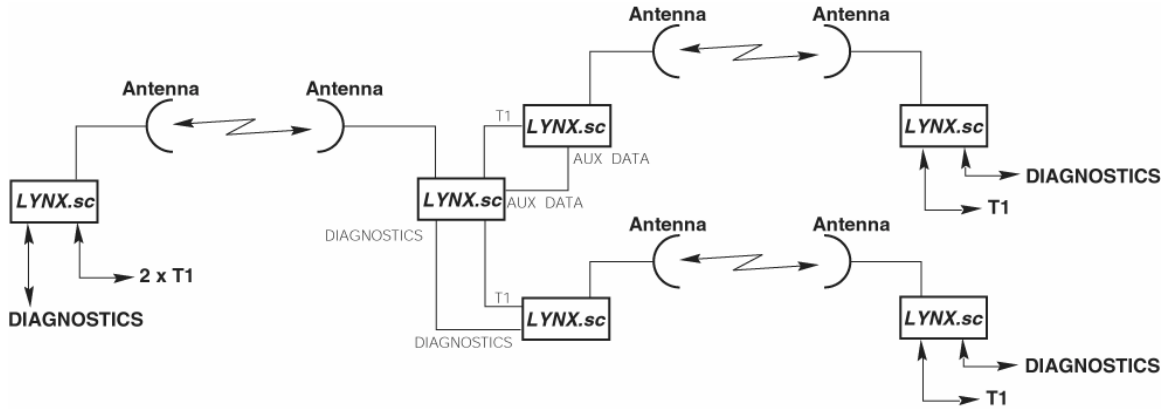 Antenna
Antenna
Antenna
Antenna
T1
LYNX.sc
LYNX.sc
AUX DATA
DIAGNOSTICS
T1
LYNX.sc
LYNX.sc
AUX DATA
DIAGNOSTICS
2 x T1
DIAGNOSTICS
Antenna
Antenna
T1
LYNX.sc
LYNX.sc
DIAGNOSTICS
DIAGNOSTICS
T1